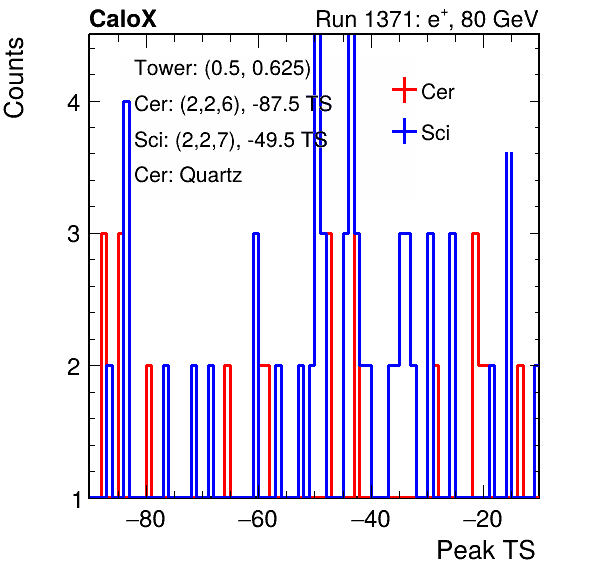 CaloX Run 1371: e⁺, 80 GeV
Counts
Tower: (0.5, 0.625)
Cer: (2,2,6), -87.5 TS
Sci: (2,2,7), -49.5 TS
Cer: Quartz
Cer
Sci
4
3
2
1
−80 −60 −40 −20
Peak TS